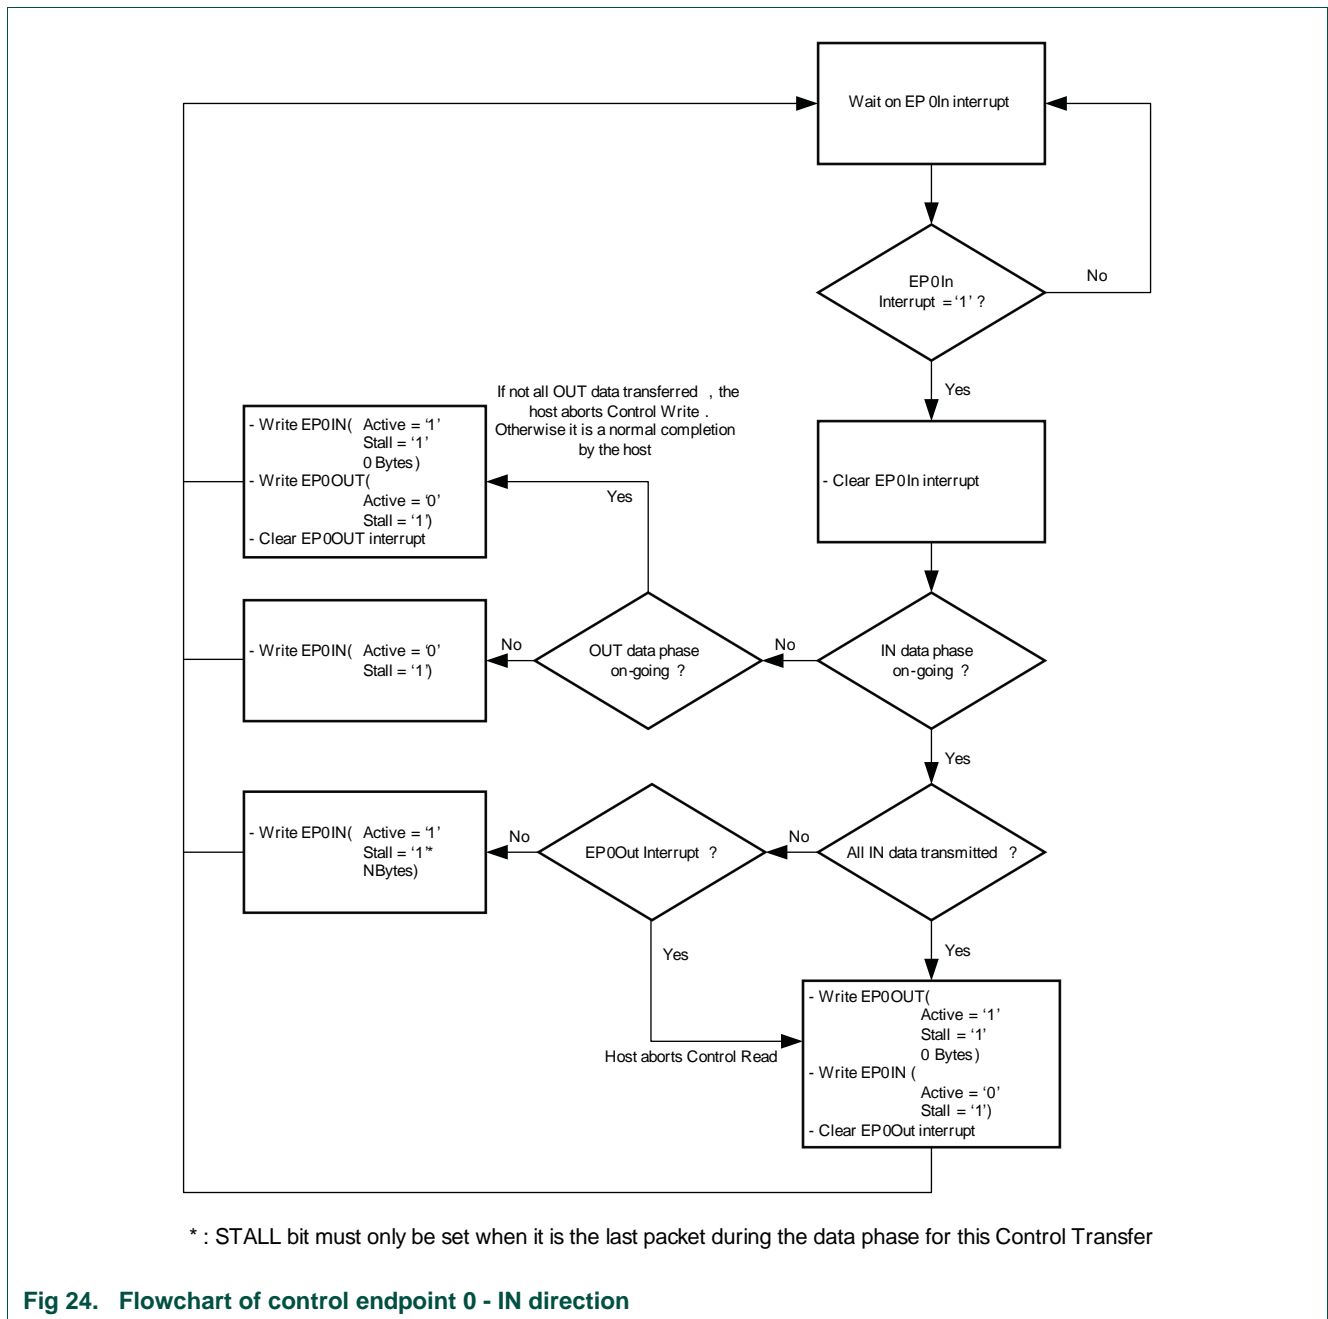 Wait on EP0In interrupt
EP0In
Interrupt = ‘1’ ?
No
Yes
If not all OUT data transferred , the
host aborts Control Write .
Otherwise it is a normal completion
by the host
- Write EP0IN( Active = ‘1’
Stall = ‘1’
0 Bytes)
- Write EP0OUT(
Active = ‘0’
Stall = ‘1’)
- Clear EP0OUT interrupt
Yes
- Clear EP0In interrupt
- Write EP0IN( Active = ‘0’
Stall = ‘1’)
No
OUT data phase
on-going ?
No
IN data phase
on-going ?
Yes
- Write EP0IN( Active = ‘1’
Stall = ‘1’*
NBytes)
No
EP0Out Interrupt ?
No
All IN data transmitted ?
Yes
Yes
Host aborts Control Read
- Write EP0OUT(
Active = ‘1’
Stall = ‘1’
0 Bytes)
- Write EP0IN (
Active = ‘0’
Stall = ‘1’)
- Clear EP0Out interrupt
* : STALL bit must only be set when it is the last packet during the data phase for this Control Transfer
Fig 24. Flowchart of control endpoint 0 - IN direction